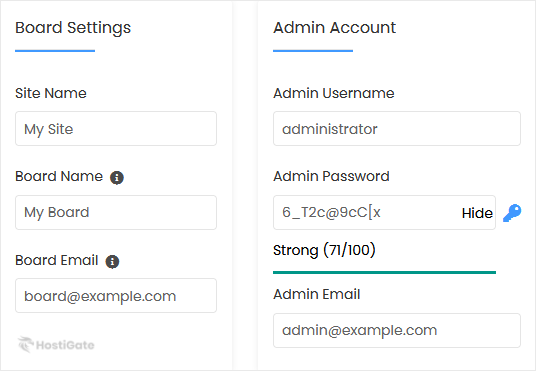 Board Settings
Site Name
My Site
Board Name
My Board
Board Email
board@example.com
HostiGate
Admin Account
Admin Username
administrator
Admin Password
6_T2c@9cC[x Hide
Strong (71/100)
Admin Email
admin@example.com